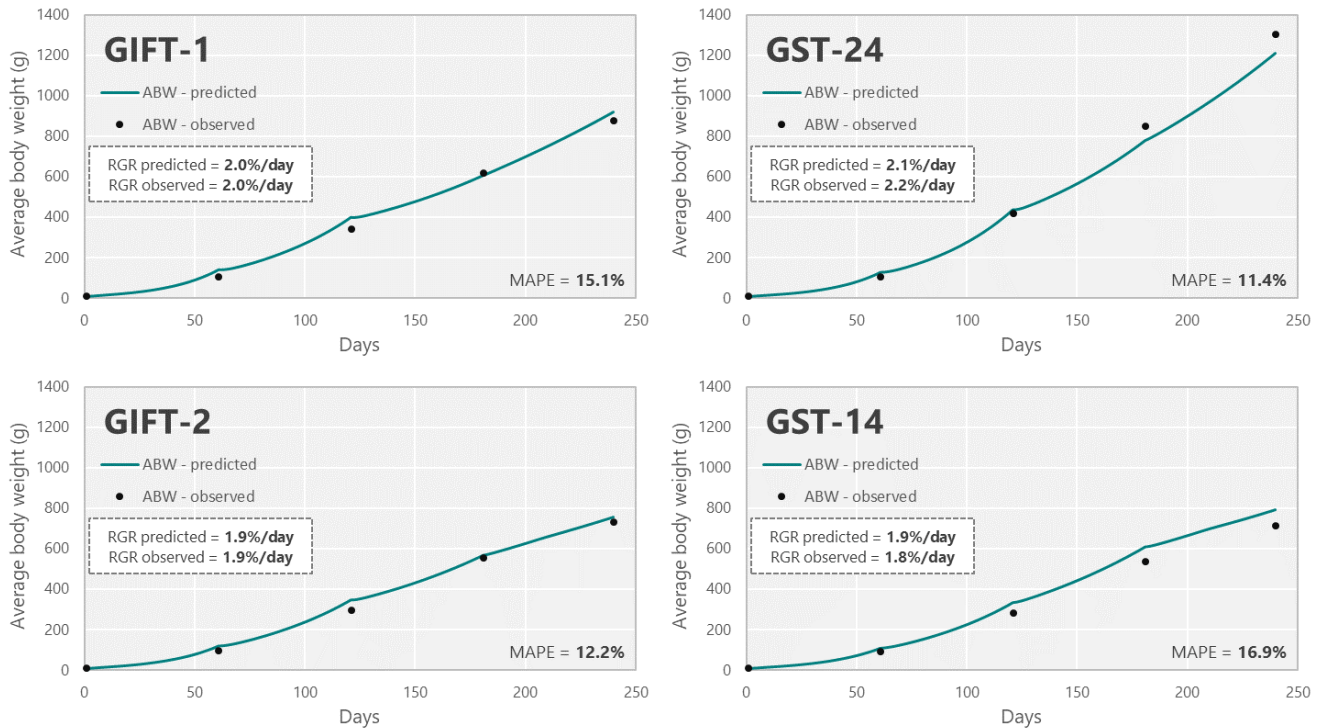 GIFT-1
ABW - predicted
ABW - observed
RGR predicted = 2.0%/day
RGR observed = 2.0%/day
MAPE = 15.1%
Average body weight (g)
1400
1200
1000
800
600
400
200
0
0 50 100 150 200 250
Days
GST-24
ABW - predicted
ABW - observed
RGR predicted = 2.1%/day
RGR observed = 2.2%/day
MAPE = 11.4%
Average body weight (g)
1400
1200
1000
800
600
400
200
0
0 50 100 150 200 250
Days
GIFT-2
ABW - predicted
ABW - observed
RGR predicted = 1.9%/day
RGR observed = 1.9%/day
MAPE = 12.2%
Average body weight (g)
1400
1200
1000
800
600
400
200
0
0 50 100 150 200 250
Days
GST-14
ABW - predicted
ABW - observed
RGR predicted = 1.9%/day
RGR observed = 1.8%/day
MAPE = 16.9%
Average body weight (g)
1400
1200
1000
800
600
400
200
0
0 50 100 150 200 250
Days